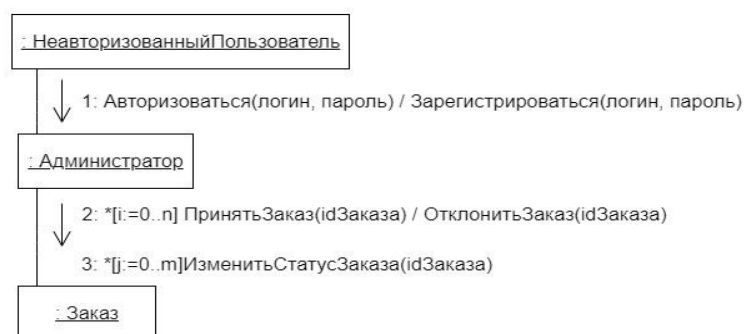 : НеавторизованныйПользователь
1: Авторизоваться(логин, пароль) / Зарегистрироваться(логин, пароль)
: Администратор
2: *[i:=0..n] ПринятьЗаказ(idЗаказа) / ОтклонитьЗаказ(idЗаказа)
3: *[j:=0..m]ИзменитьСтатусЗаказа(idЗаказа)
: Заказ